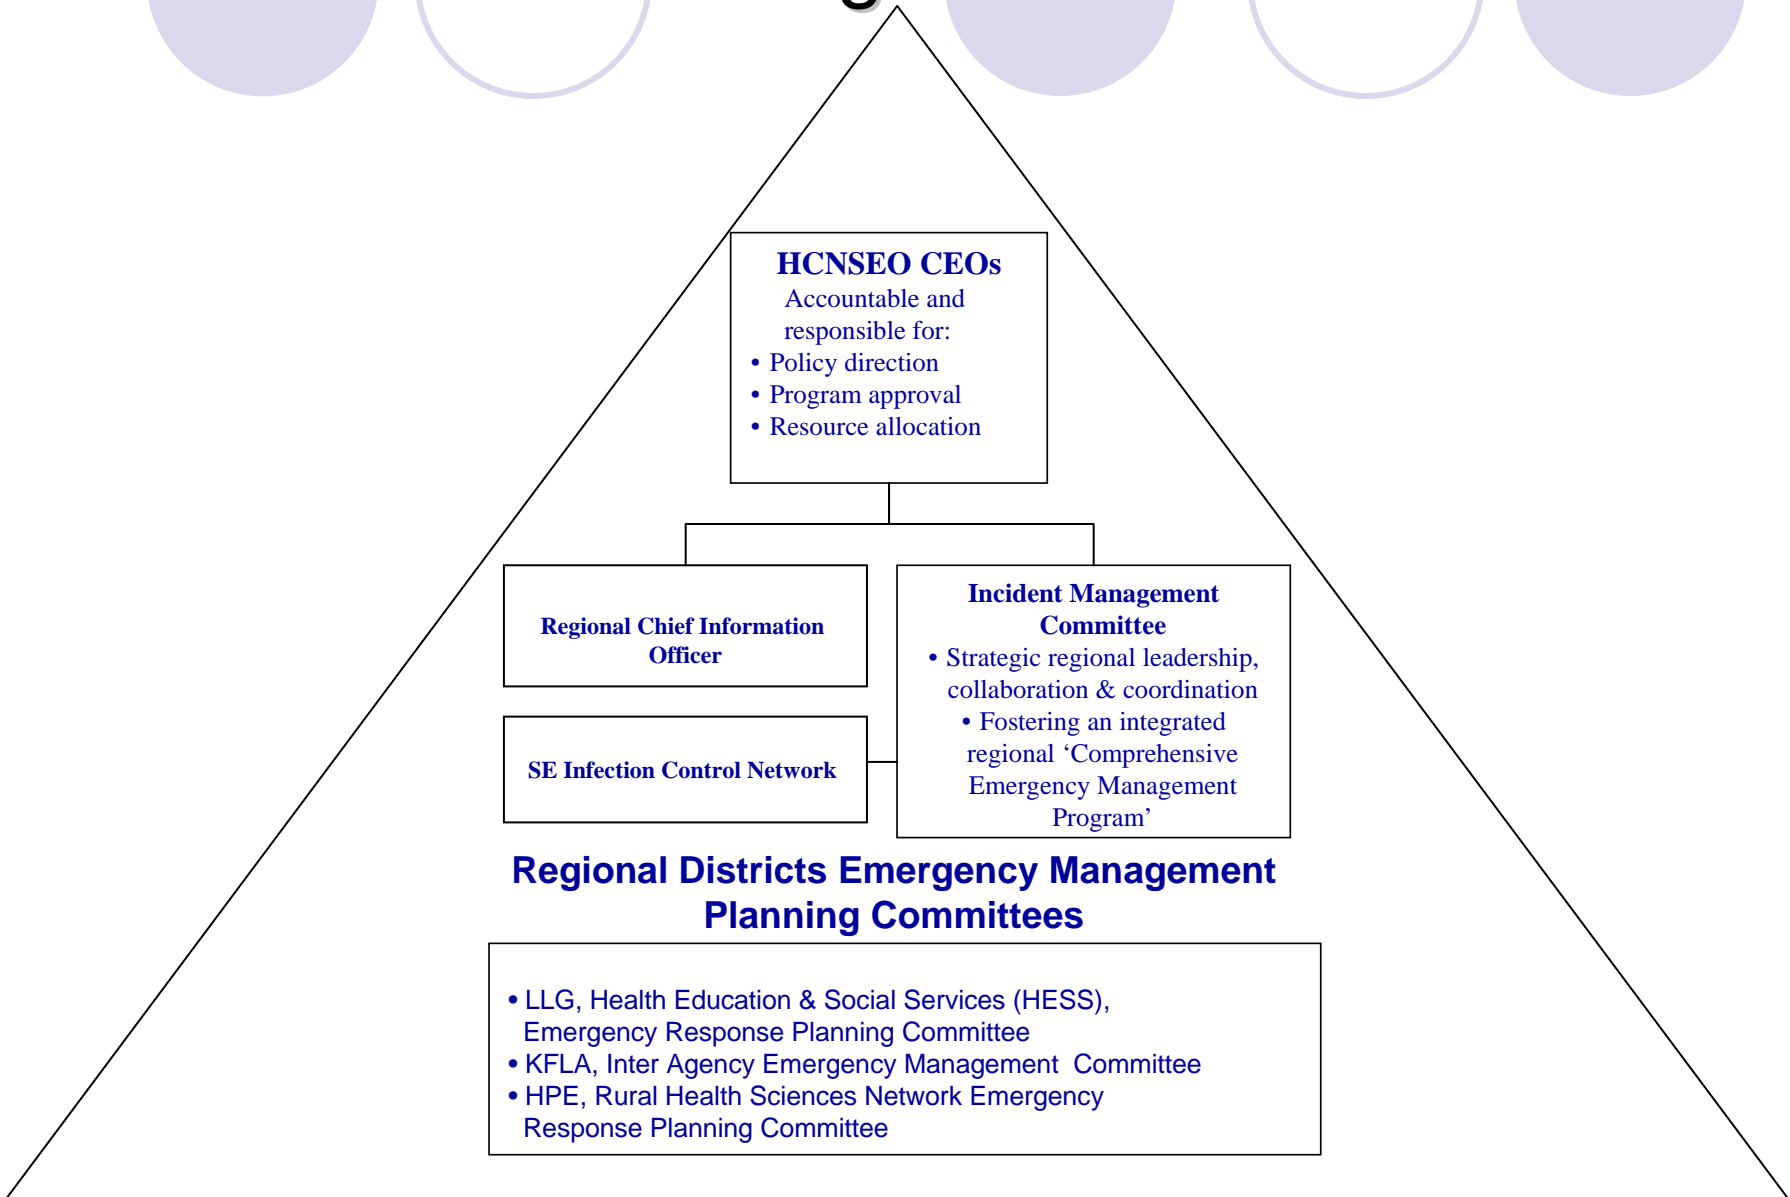 HCNSEO CEOs
Accountable and
responsible for:
• Policy direction
• Program approval
• Resource allocation
Regional Chief Information
Officer
SE Infection Control Network
Incident Management
Committee
• Strategic regional leadership,
collaboration & coordination
• Fostering an integrated
regional ‘Comprehensive
Emergency Management
Program’
Regional Districts Emergency Management
Planning Committees
• LLG, Health Education & Social Services (HESS),
Emergency Response Planning Committee
• KFLA, Inter Agency Emergency Management  Committee
• HPE, Rural Health Sciences Network Emergency
Response Planning Committee